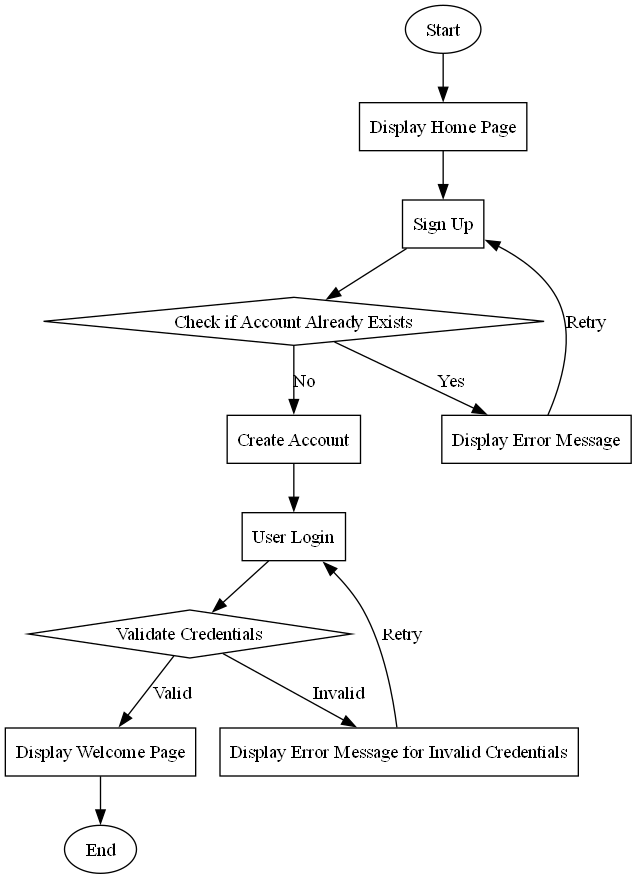 Start
Display Home Page
Sign Up
Check if Account Already Exists
Retry
No
Yes
Create Account
Display Error Message
User Login
Validate Credentials
Retry
Valid
Invalid
Display Welcome Page
Display Error Message for Invalid Credentials
End